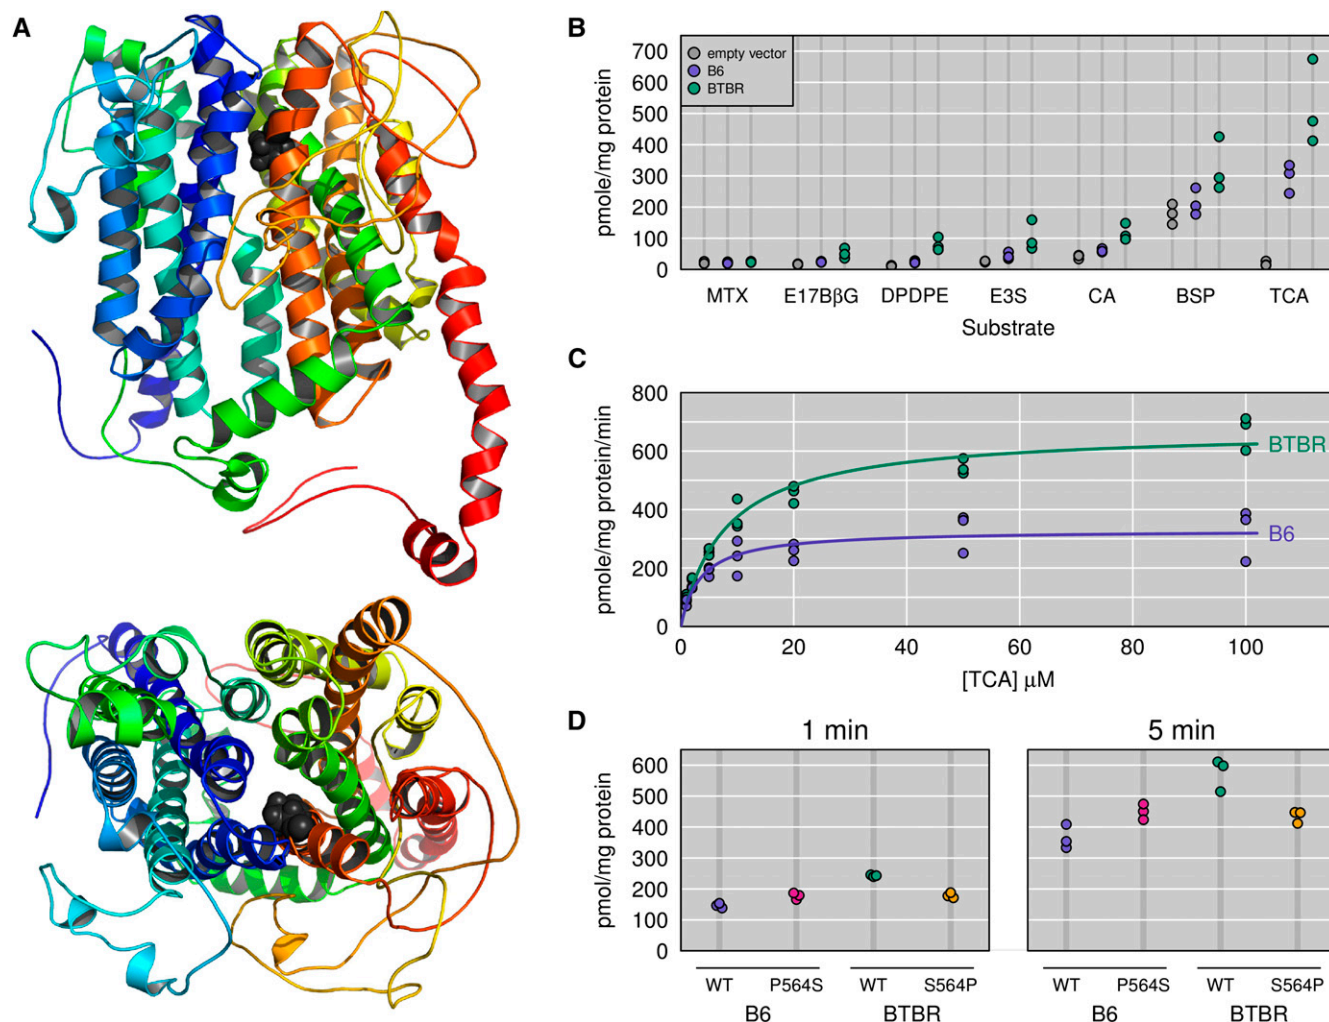 A
B
700
600
500
400
300
200
100
0
pmole/mg protein
empty vector
B6
BTBR
MTX E17BβG DPDPE E3S CA BSP TCA
Substrate
C
800
600
400
200
0
pmole/mg protein/min
BTBR
B6
0 20 40 60 80 100
[TCA] μM
D
1 min 5 min
600
500
400
300
200
100
0
pmol/mg protein
WT P564S WT S564P WT P564S WT S564P
B6 BTBR B6 BTBR